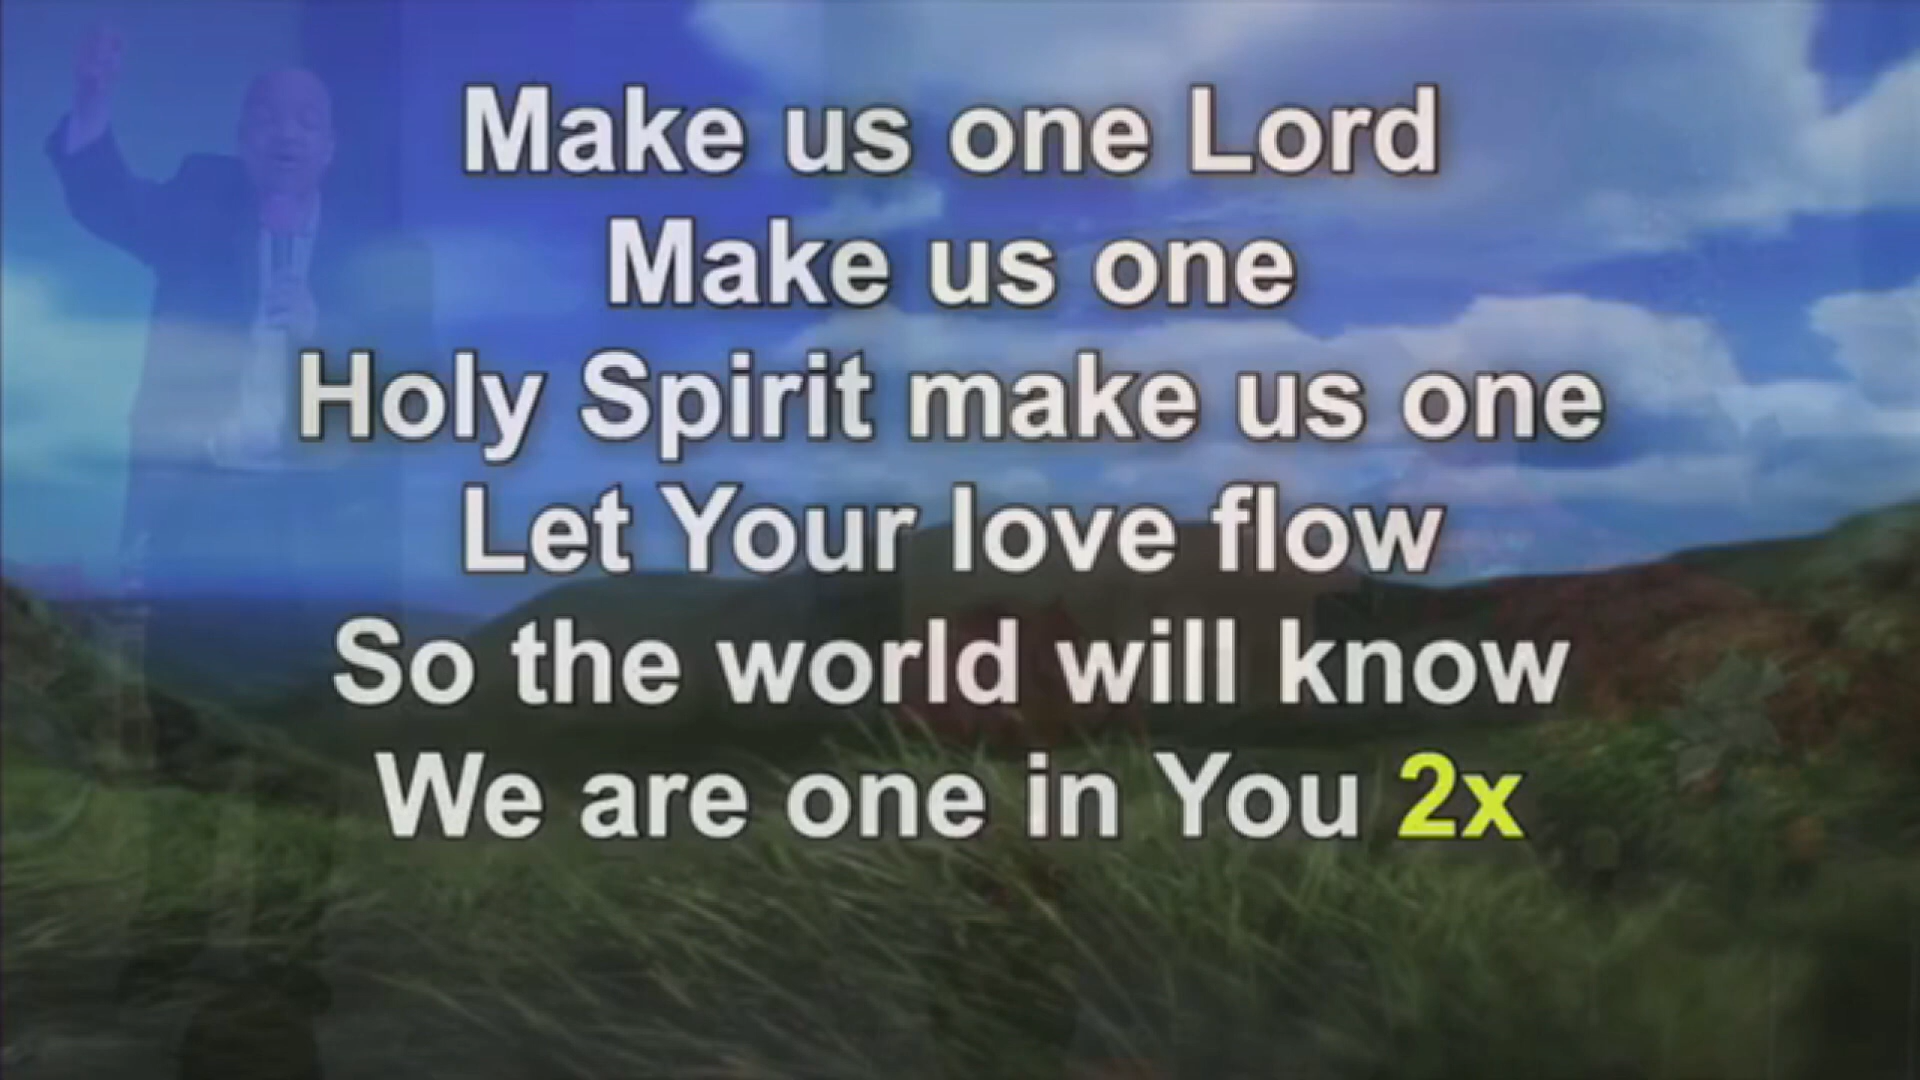 Make us one Lord
Make us one
Holy Spirit make us one
Let Your love flow
So the world will know
We are one in You 2x